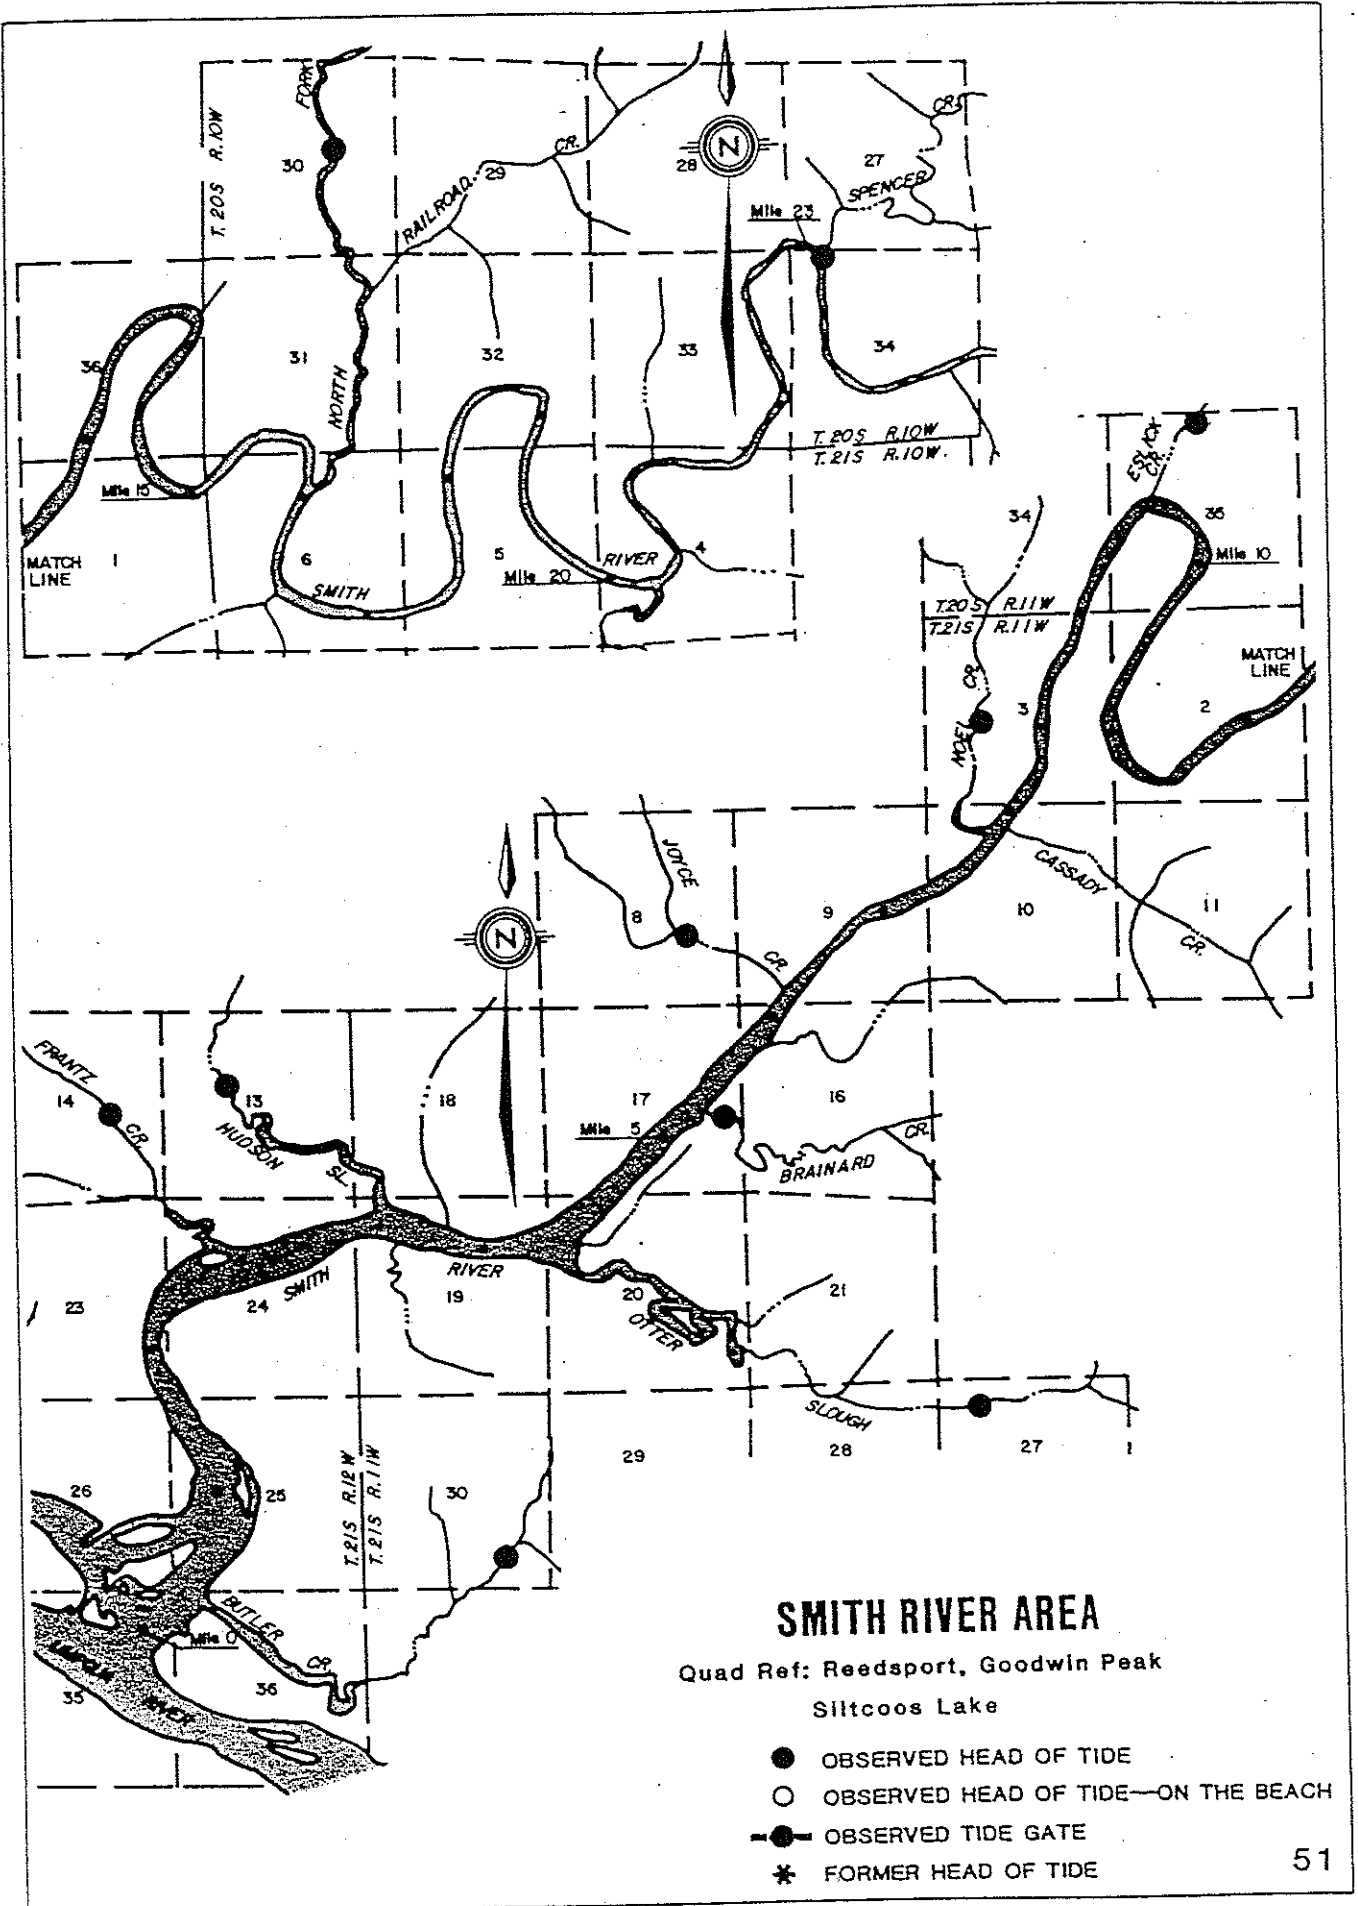 FORK
T. 20S R. 10W
30
RAILROAD
29
CR.
28
N
27
CR.
SPENCER
Mile 23
36
31
NORTH
32
33
34
T. 20S R.10W
T. 21S R.10W.
Mile 15
MATCH
LINE
1
6
SMITH
5
Mile 20
RIVER
4
ESLICK
CR.
34
35
Mile 10
T.20S R.11W
T.21S R.11W
MATCH
LINE
NOEL
CR.
3
2
JOYCE
CR.
8
9
CASSADY
CR.
10
11
N
FRANTZ
CR.
14
13
HUDSON
SL.
18
17
Mile 5
16
CR.
BRAINARD
23
24
SMITH
RIVER
19
20
OTTER
21
SLOUGH
29
28
27
26
25
T.21S R.12W
T.21S R.11W
30
BUTLER
CR.
Mile 0
UMPQUA
RIVER
35
36
SMITH RIVER AREA
Quad Ref: Reedsport, Goodwin Peak
Siltcoos Lake
OBSERVED HEAD OF TIDE
OBSERVED HEAD OF TIDE—ON THE BEACH
OBSERVED TIDE GATE
FORMER HEAD OF TIDE
51